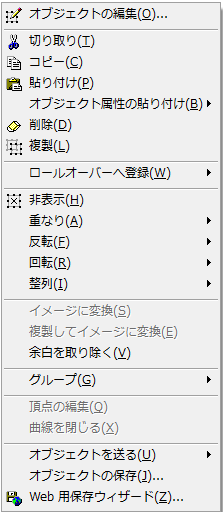 オブジェクトの編集(O)...
切り取り(T)
コピー(C)
貼り付け(P)
オブジェクト属性の貼り付け(B)
削除(D)
複製(L)
ロールオーバーへ登録(W)
非表示(H)
重なり(A)
反転(F)
回転(R)
整列(I)
イメージに変換(S)
複製してイメージに変換(E)
余白を取り除く(V)
グループ(G)
頂点の編集(Q)
曲線を閉じる(X)
オブジェクトを送る(U)
オブジェクトの保存(J)...
Web 用保存ウィザード(Z)...